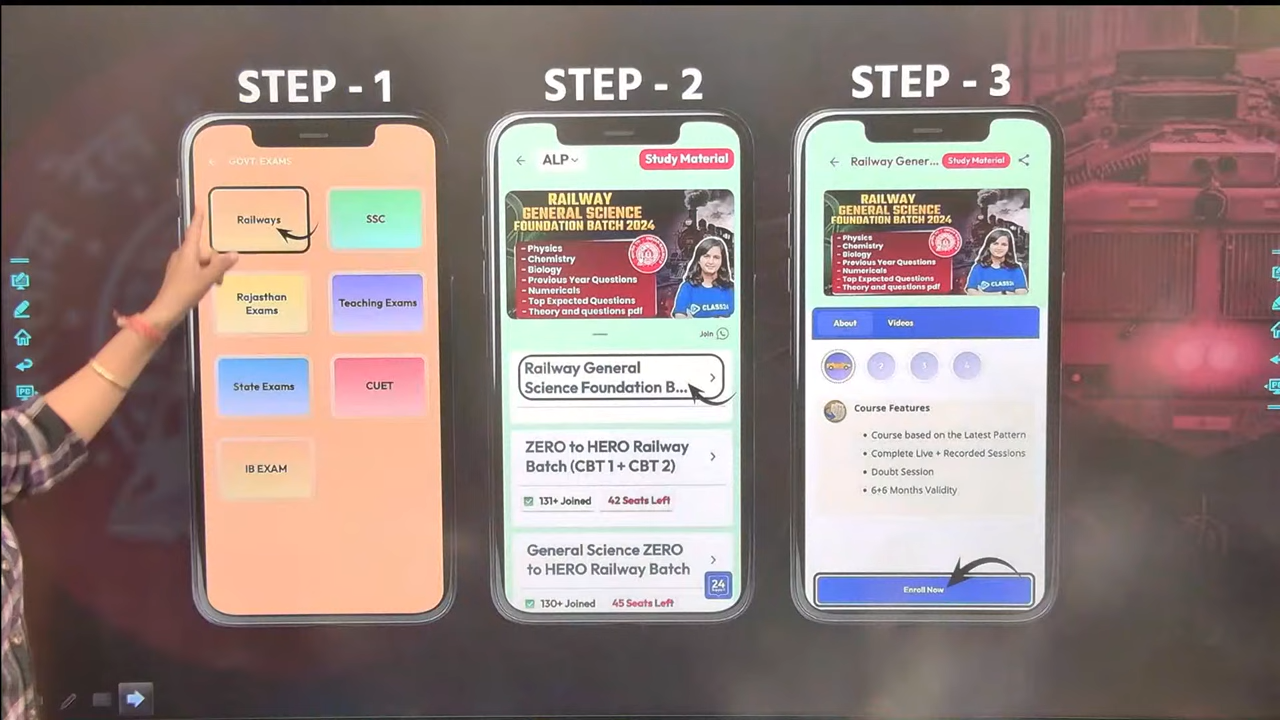 STEP - 1
GOVT. EXAMS
Railways
SSC
Rajasthan
Exams
Teaching Exams
State Exams
CUET
IB EXAM
STEP - 2
ALP
Study Material
RAILWAY
GENERAL SCIENCE
FOUNDATION BATCH 2024
- Physics
- Chemistry
- Biology
- Previous Year Questions
- Numericals
- Top Expected Questions
- Theory and questions pdf
CLASS24
Join
Railway General
Science Foundation B...
ZERO to HERO Railway
Batch (CBT 1 + CBT 2)
131+ Joined
42 Seats Left
General Science ZERO
to HERO Railway Batch
130+ Joined
45 Seats Left
24
STEP - 3
Railway Gener...
Study Material
RAILWAY
GENERAL SCIENCE
FOUNDATION BATCH 2024
- Physics
- Chemistry
- Biology
- Previous Year Questions
- Numericals
- Top Expected Questions
- Theory and questions pdf
CLASS24
About
Videos
2
3
4
Course Features
• Course based on the Latest Pattern
• Complete Live + Recorded Sessions
• Doubt Session
• 6+6 Months Validity
Enroll Now